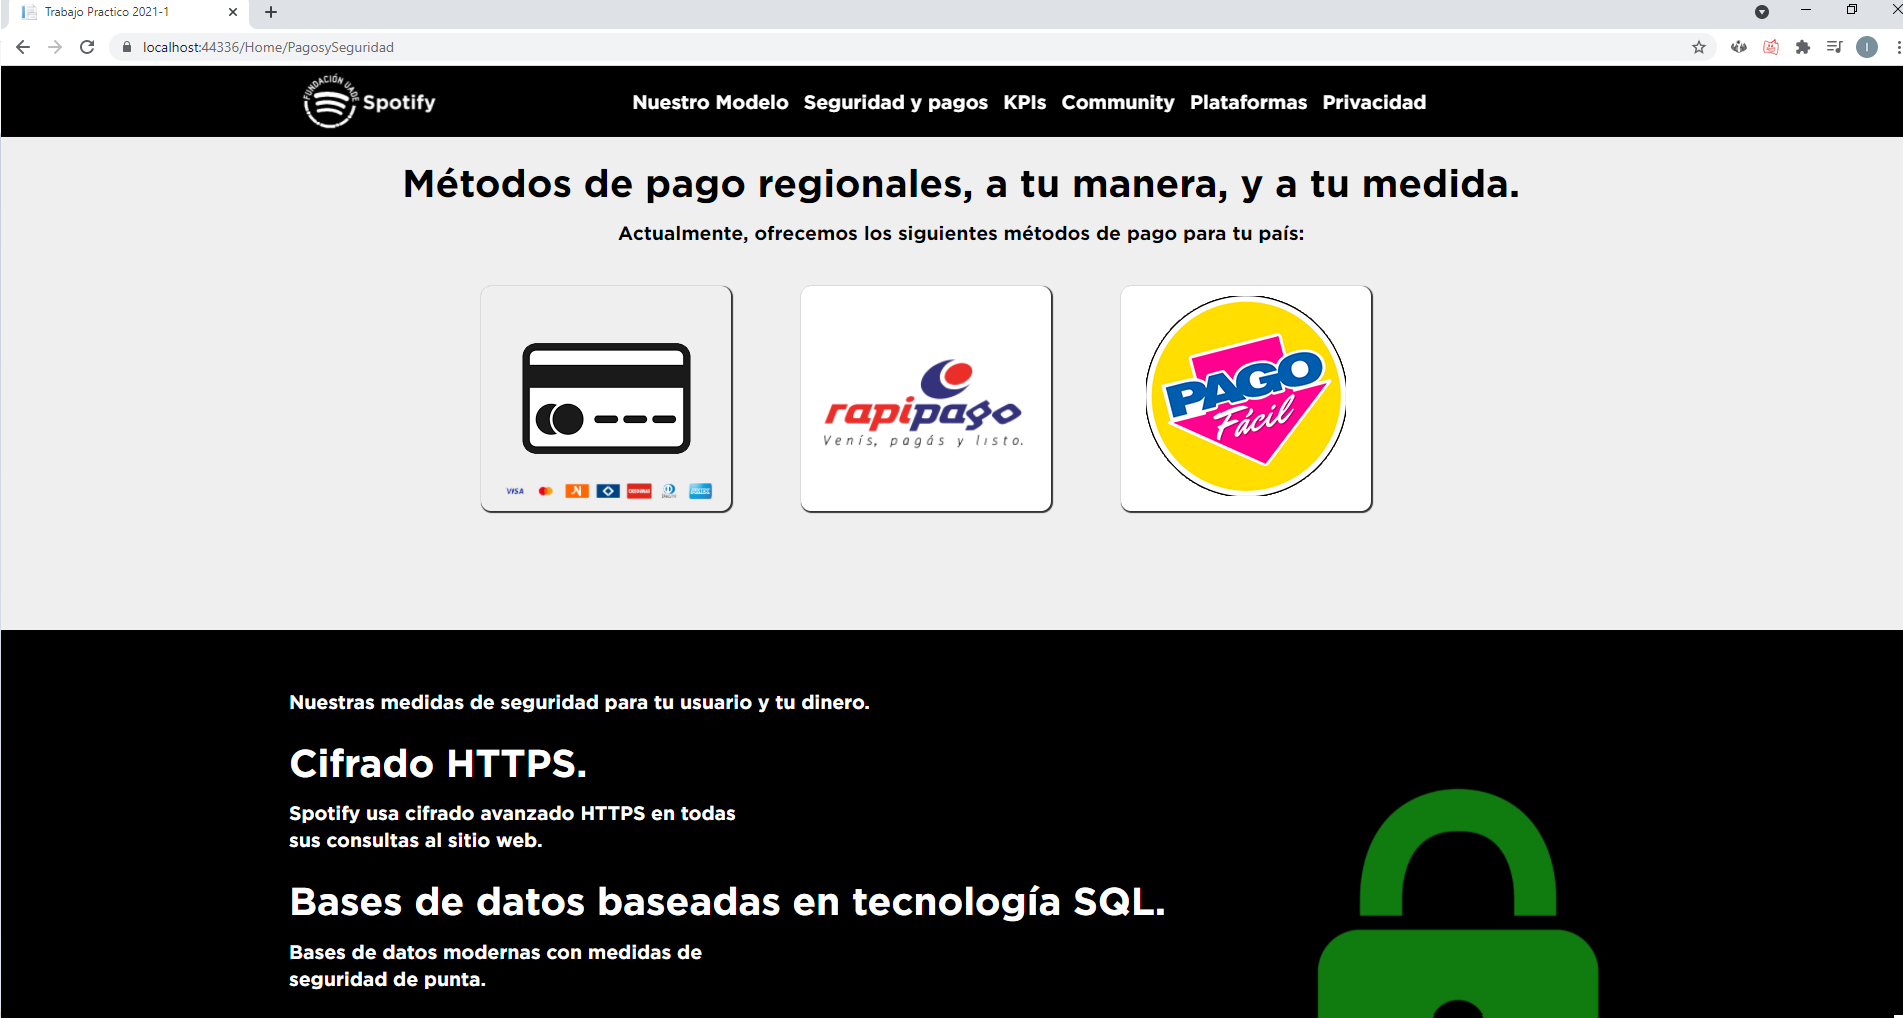 Trabajo Practico 2021-1
localhost:44336/Home/PagosySeguridad
I
FUNDACIÓN UADE
Spotify
Nuestro Modelo Seguridad y pagos KPIs Community Plataformas Privacidad
Métodos de pago regionales, a tu manera, y a tu medida.
Actualmente, ofrecemos los siguientes métodos de pago para tu país:
VISA
rapipago
Venís, pagás y listo.
PAGO
Fácil
Nuestras medidas de seguridad para tu usuario y tu dinero.
Cifrado HTTPS.
Spotify usa cifrado avanzado HTTPS en todas
sus consultas al sitio web.
Bases de datos baseadas en tecnología SQL.
Bases de datos modernas con medidas de
seguridad de punta.